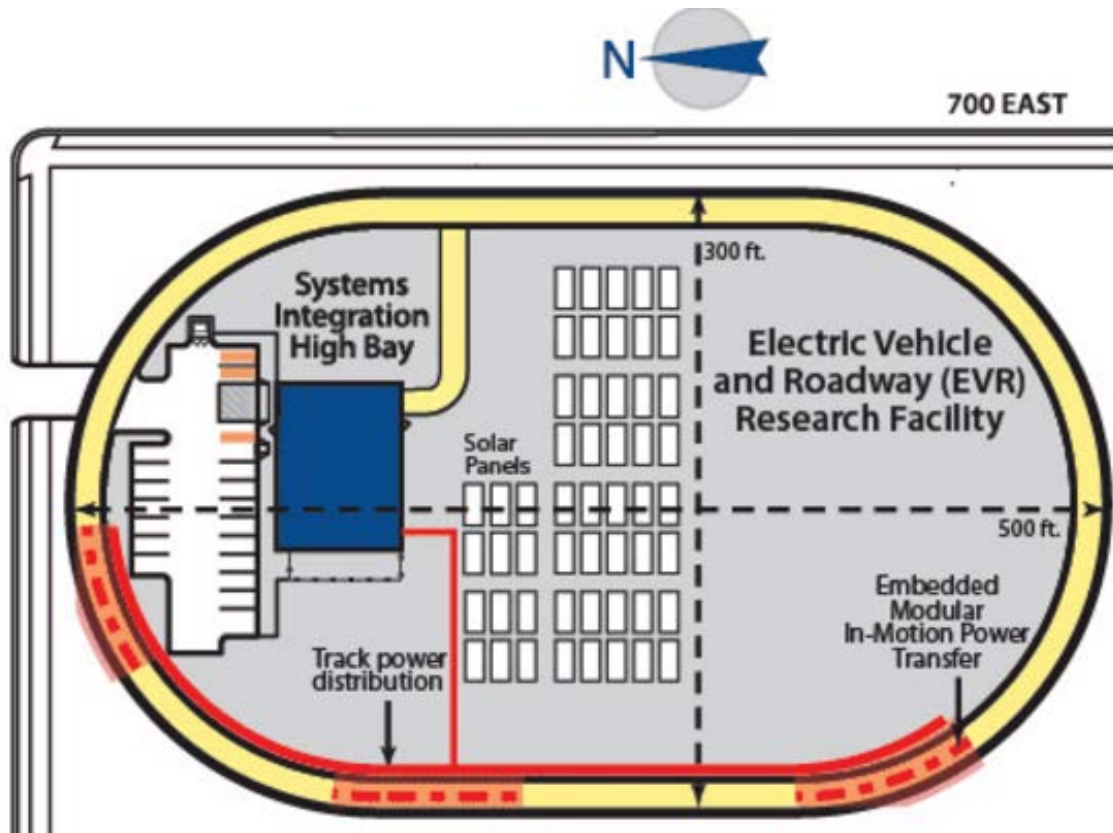 N
700 EAST
300 ft.
Systems
Integration
High Bay
Electric Vehicle
and Roadway (EVR)
Research Facility
Solar
Panels
500 ft.
Embedded
Modular
In-Motion Power
Transfer
Track power
distribution